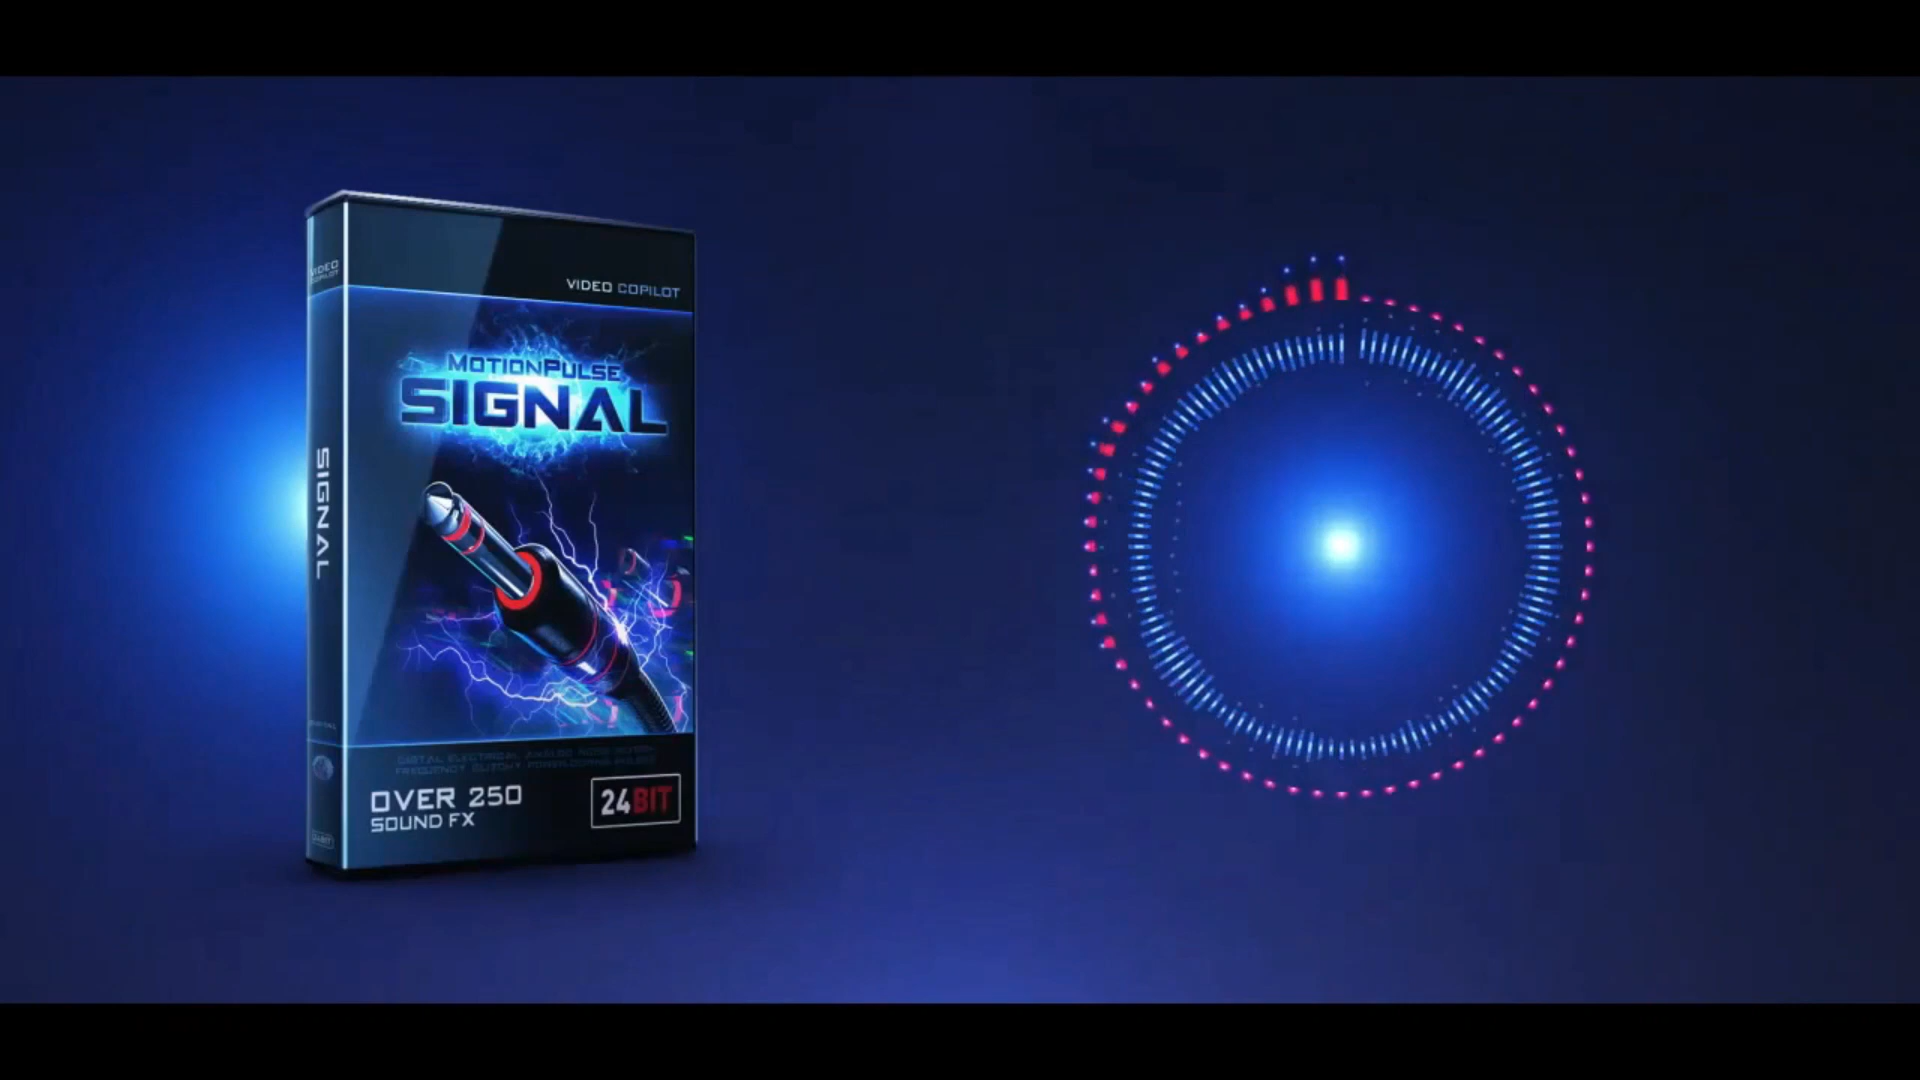 VIDEO
COPILOT
SIGNAL
VIDEO COPILOT
MOTIONPULSE
SIGNAL
OVER 250
SOUND FX
24BIT